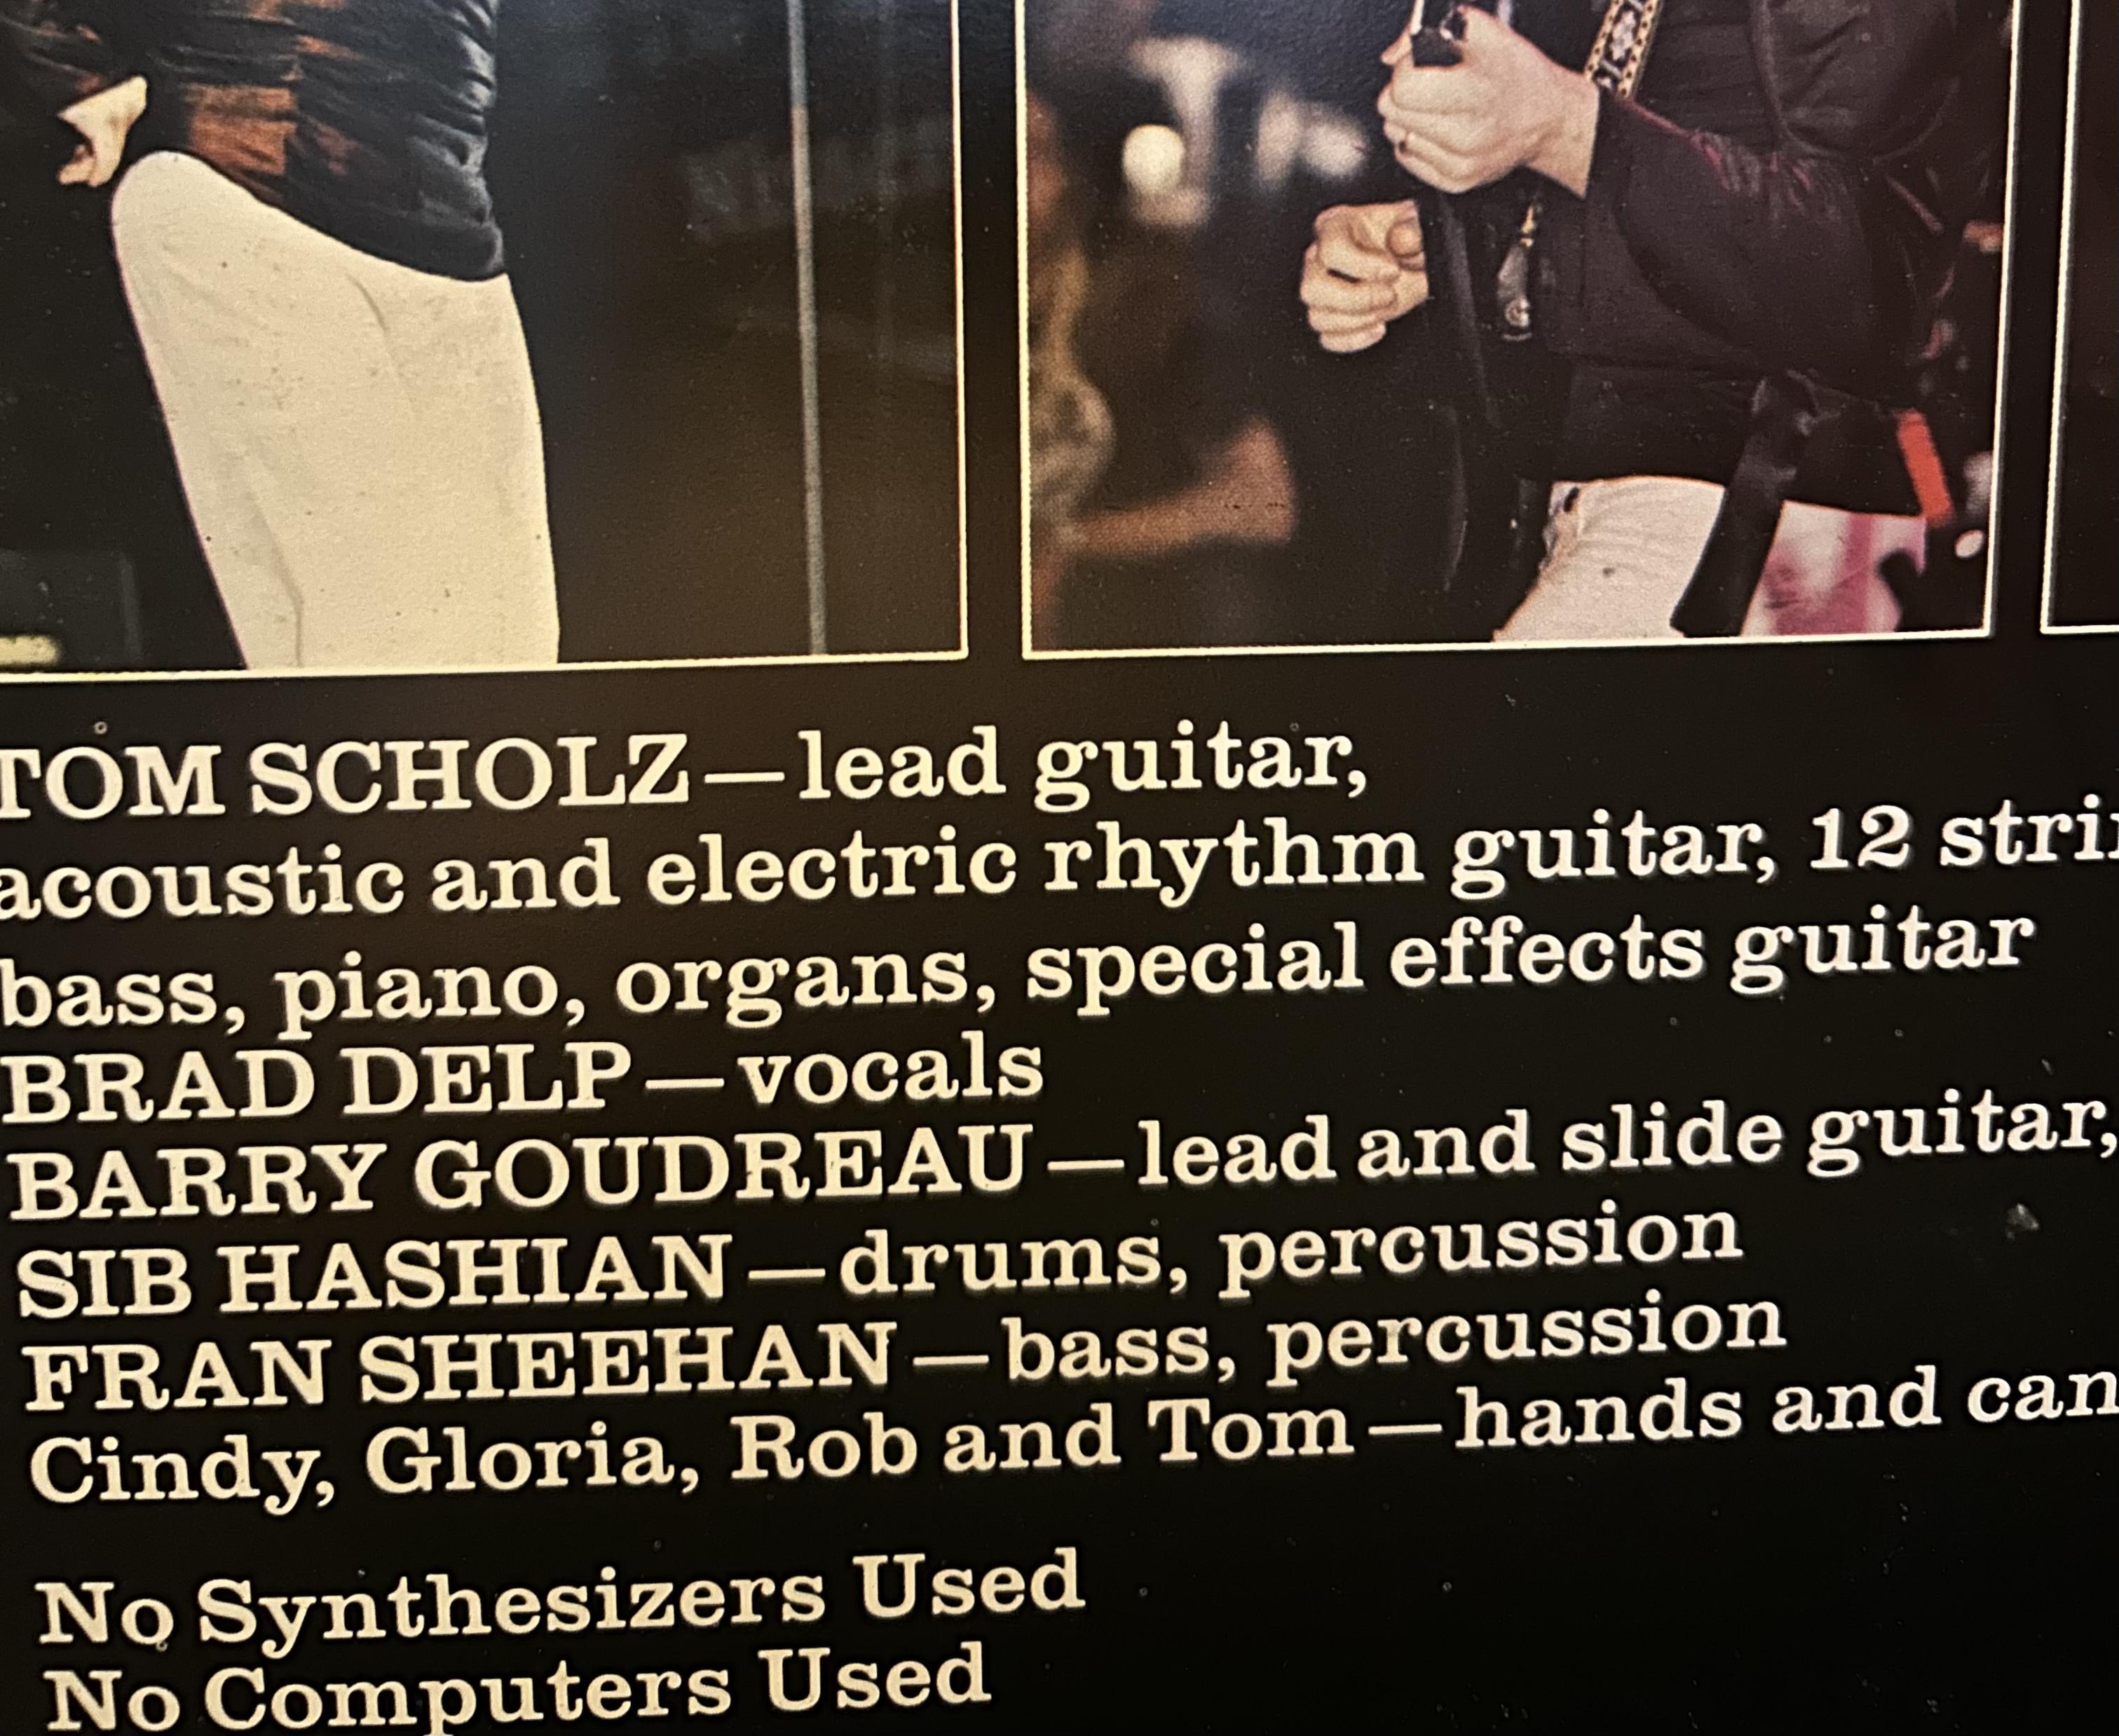 TOM SCHOLZ—lead guitar,
acoustic and electric rhythm guitar, 12
bass, piano, organs, special effects guitar
BRAD DELP—vocals
BARRY GOUDREAU—lead and slide guitar,
SIB HASHIAN—drums, percussion
FRAN SHEEHAN—bass, percussion
Cindy, Gloria, Rob and Tom—hands and can
No Synthesizers Used
No Computers Used